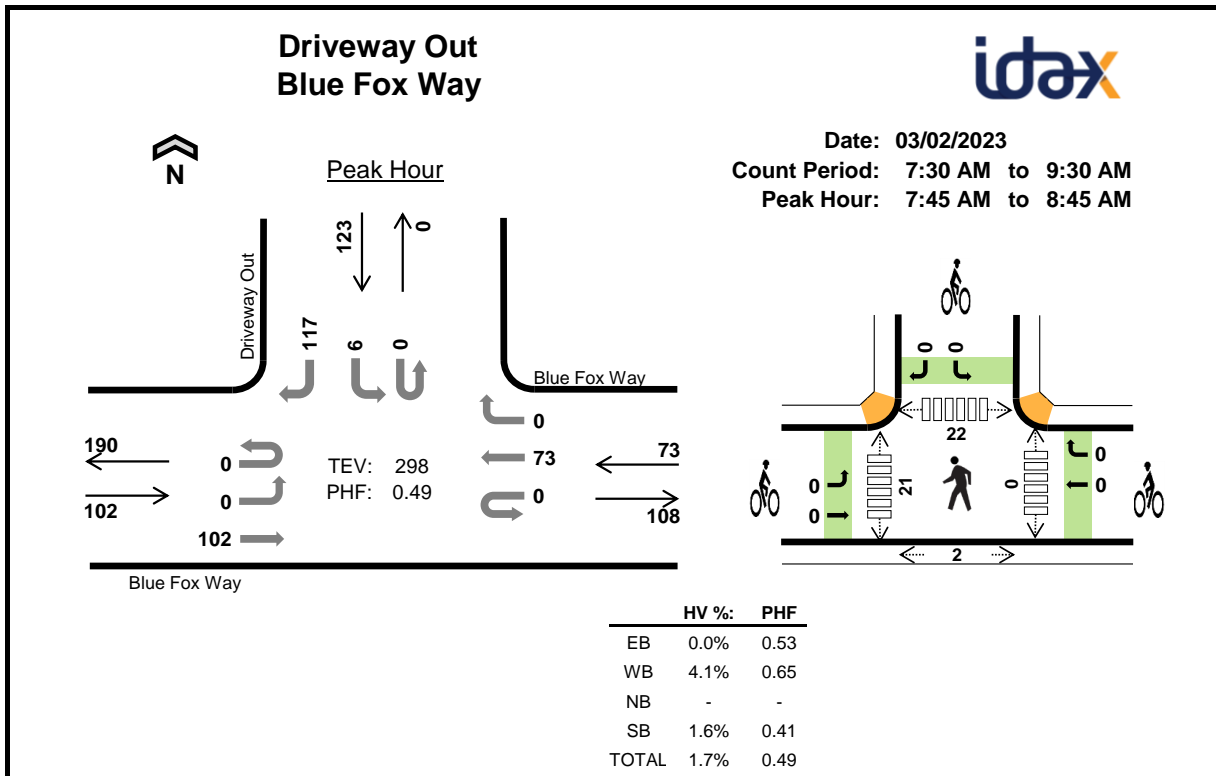 Driveway Out
Blue Fox Way
idax
Date: 03/02/2023
Count Period: 7:30 AM to 9:30 AM
Peak Hour: 7:45 AM to 8:45 AM
N
Peak Hour
123
0
Driveway Out
117
6
0
Blue Fox Way
0
190
0
TEV: 298
73
73
102
0
PHF: 0.49
0
108
102
Blue Fox Way
0
0
22
0
0
21
0
0
0
2
HV %: PHF
EB 0.0% 0.53
WB 4.1% 0.65
NB - -
SB 1.6% 0.41
TOTAL 1.7% 0.49